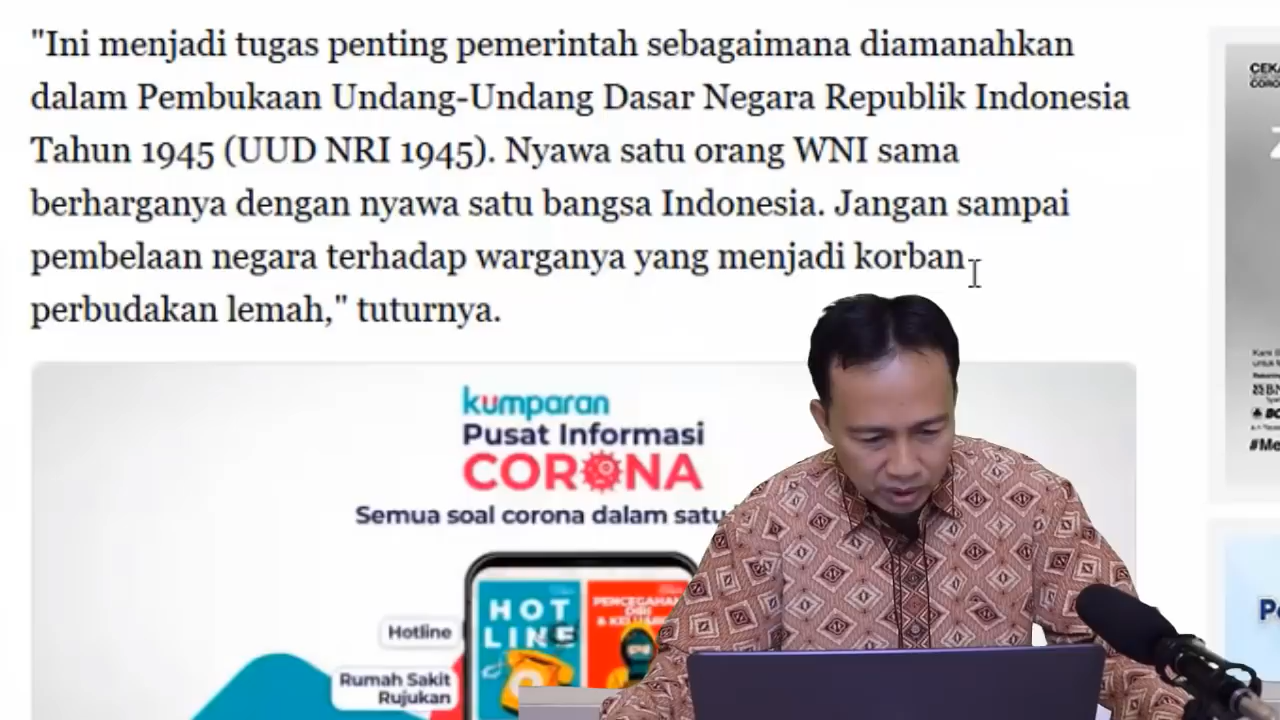 "Ini menjadi tugas penting pemerintah sebagaimana diamanahkan
dalam Pembukaan Undang-Undang Dasar Negara Republik Indonesia
Tahun 1945 (UUD NRI 1945). Nyawa satu orang WNI sama
berharganya dengan nyawa satu bangsa Indonesia. Jangan sampai
pembelaan negara terhadap warganya yang menjadi korban
perbudakan lemah," tuturnya.
kumparan
Pusat Informasi
CORONA
Semua soal corona dalam satu
HOT
LINE
PENCEGAHAN
DIRI
Hotline
Rumah Sakit
Rujukan